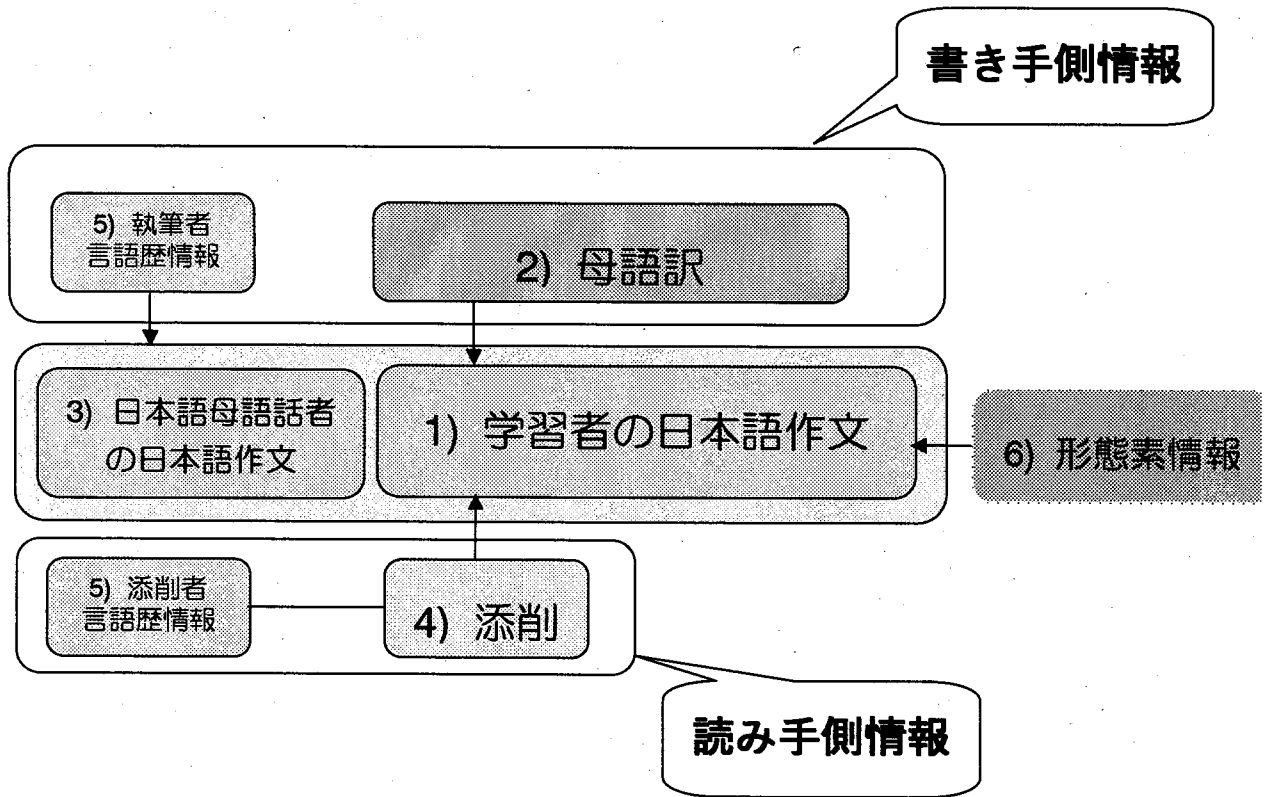 書き手側情報
5) 執筆者
言語歴情報
2) 母語訳
3) 日本語母語話者
の日本語作文
1) 学習者の日本語作文
6) 形態素情報
5) 添削者
言語歴情報
4) 添削
読み手側情報